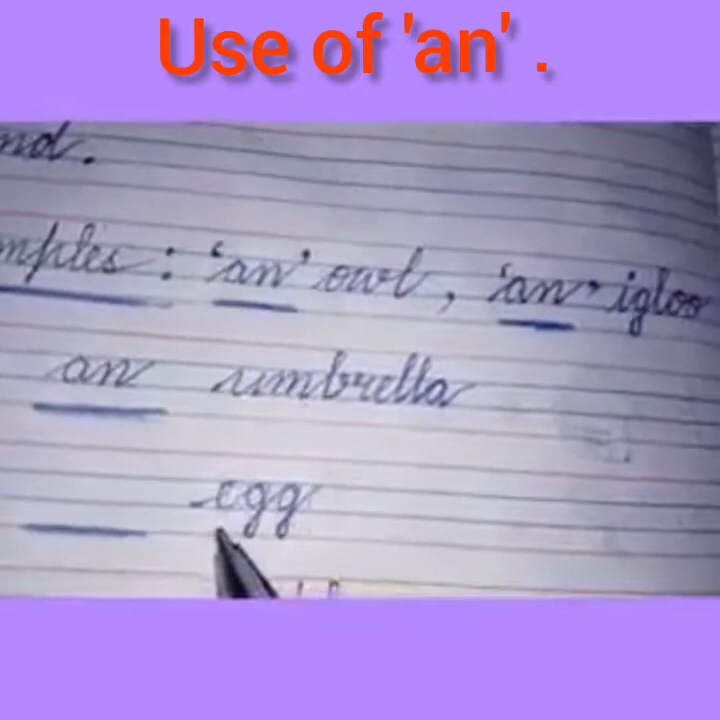 Use of 'an' .
nd.
mples : 'an' owl, 'an' igloo
an umbrella
egg